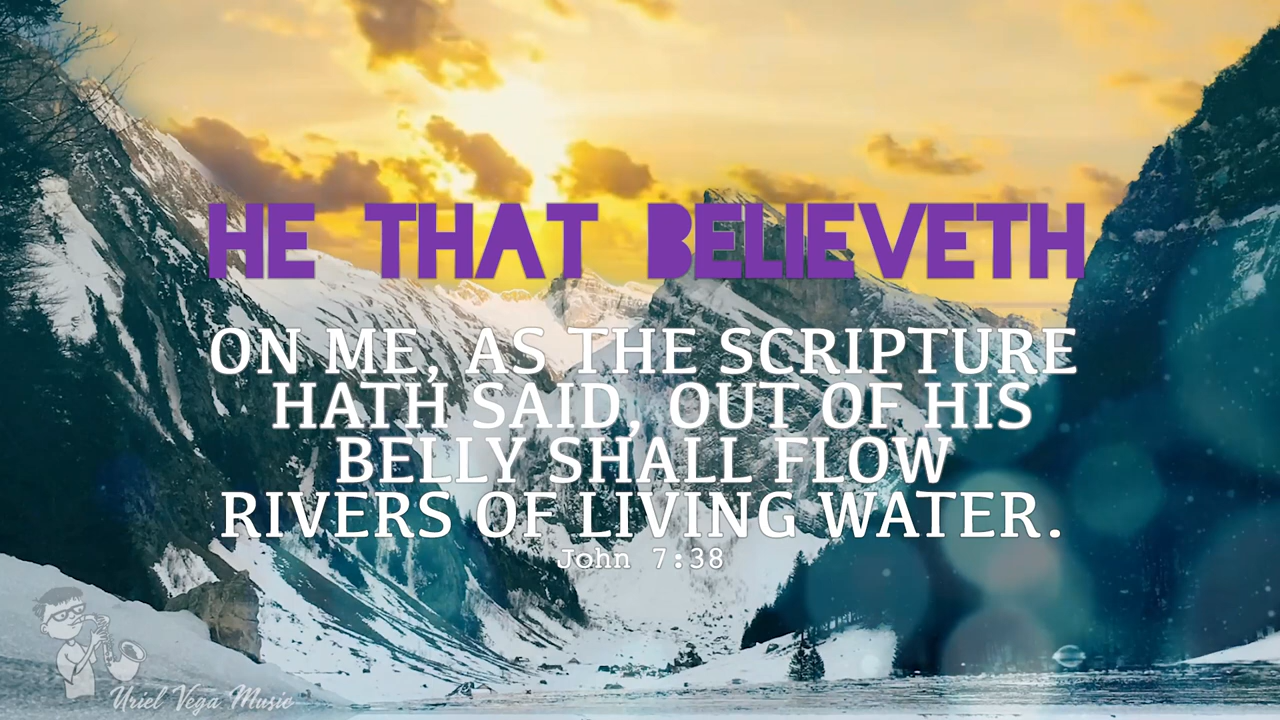 HE THAT BELIEVETH
ON ME, AS THE SCRIPTURE
HATH SAID, OUT OF HIS
BELLY SHALL FLOW
RIVERS OF LIVING WATER.
John 7:38
Uriel Vega Music